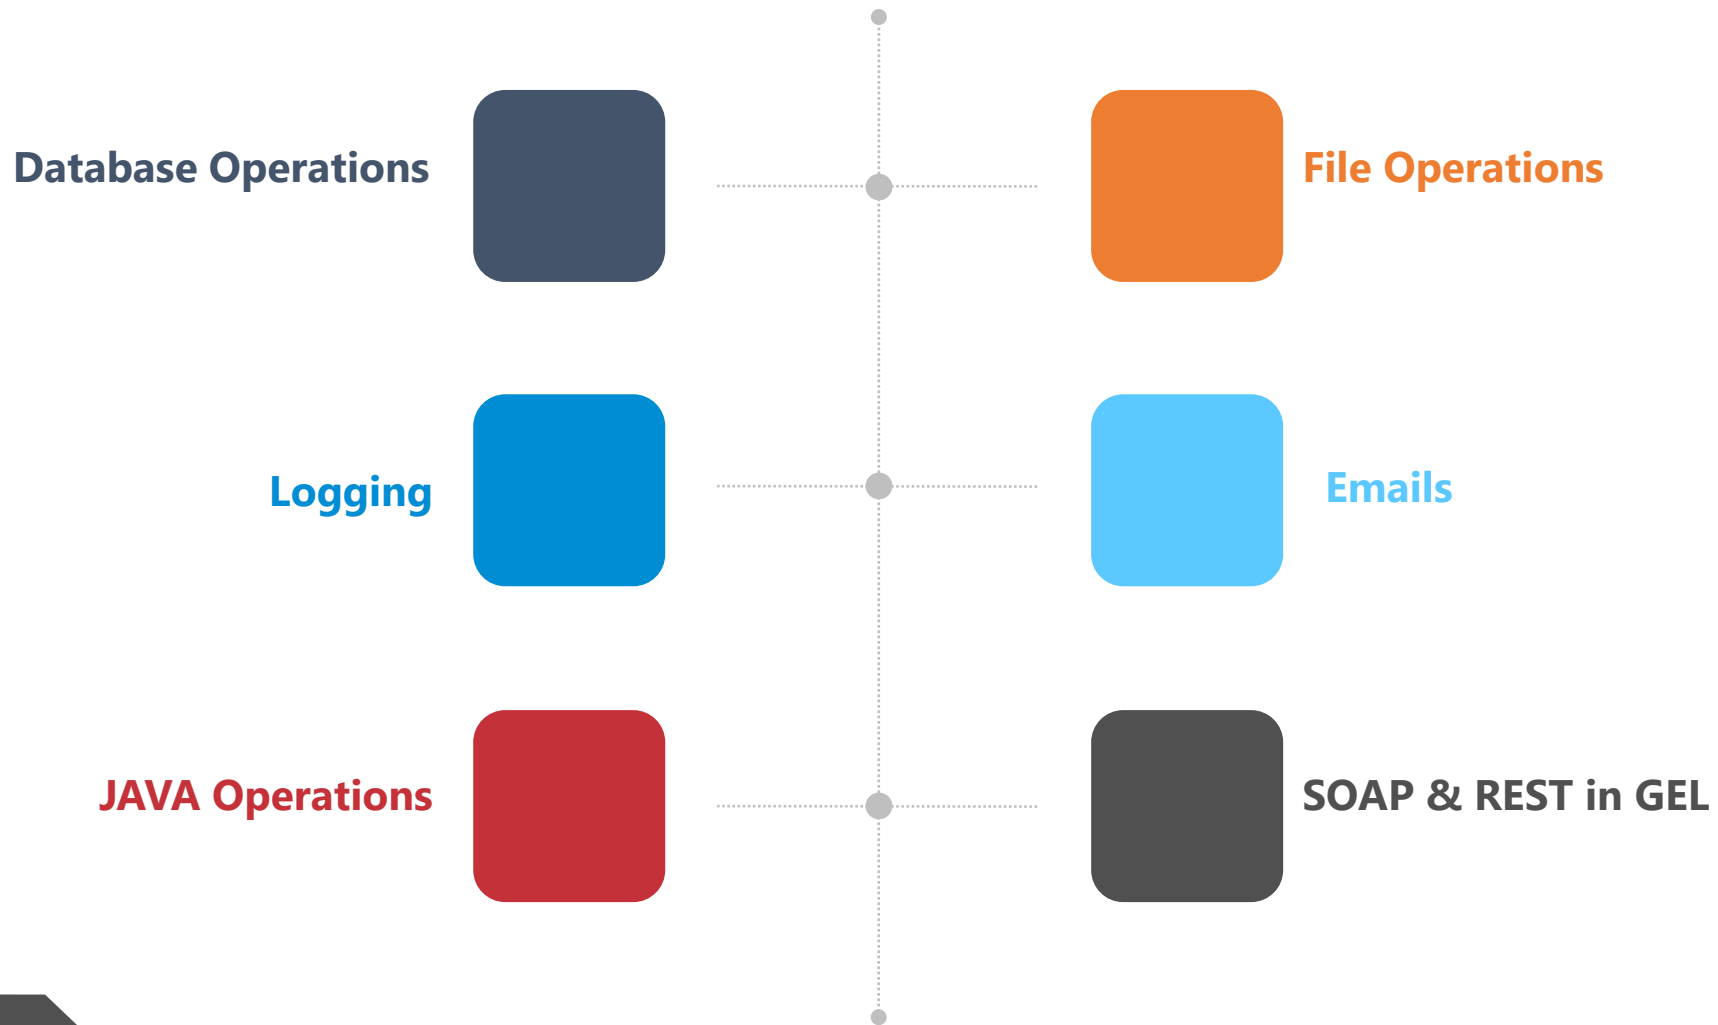 Database Operations
File Operations
Logging
Emails
JAVA Operations
SOAP & REST in GEL